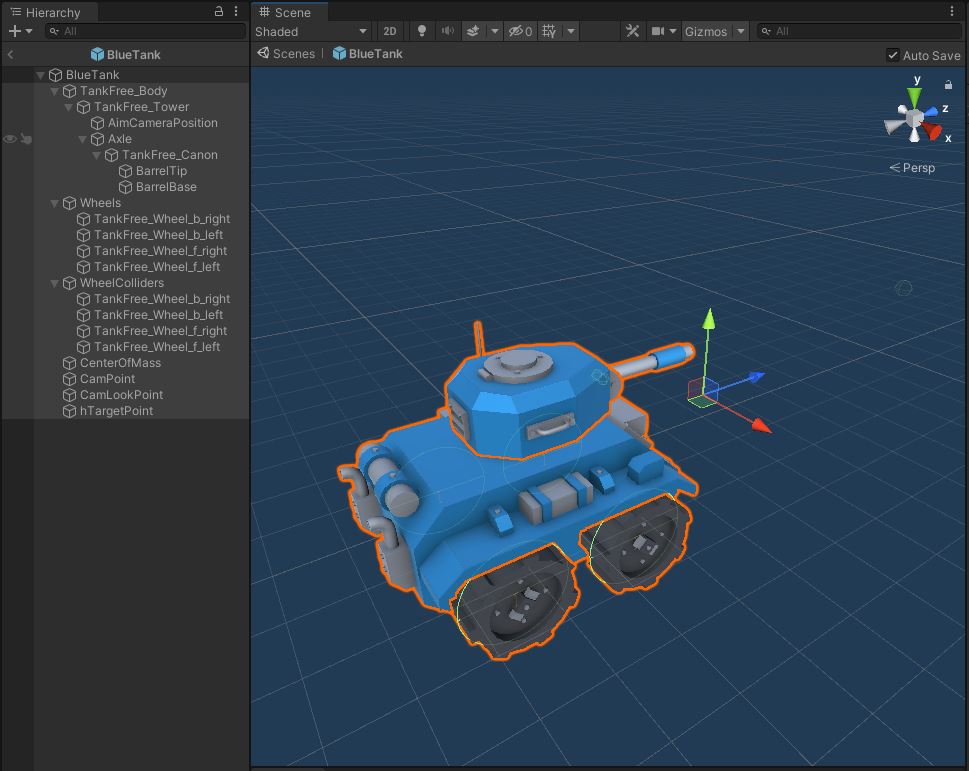 Hierarchy
All
BlueTank
BlueTank
TankFree_Body
TankFree_Tower
AimCameraPosition
Axle
TankFree_Canon
BarrelTip
BarrelBase
Wheels
TankFree_Wheel_b_right
TankFree_Wheel_b_left
TankFree_Wheel_f_right
TankFree_Wheel_f_left
WheelColliders
TankFree_Wheel_b_right
TankFree_Wheel_b_left
TankFree_Wheel_f_right
TankFree_Wheel_f_left
CenterOfMass
CamPoint
CamLookPoint
hTargetPoint
Scene
Shaded 2D 0 Gizmos All
Scenes | BlueTank Auto Save
y
z
x
Persp